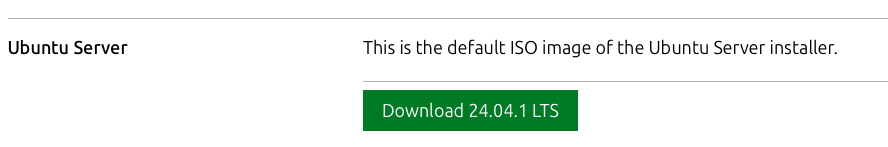 Ubuntu Server
This is the default ISO image of the Ubuntu Server installer.
Download 24.04.1 LTS